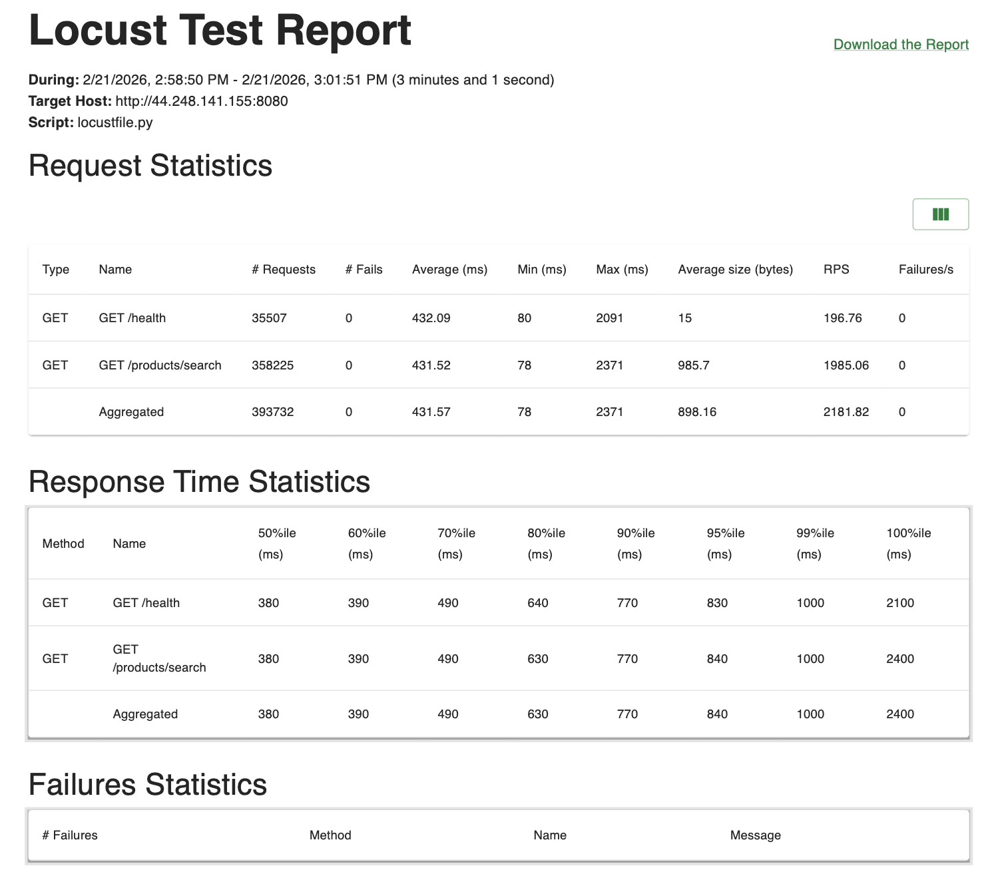 Locust Test Report
Download the Report
During: 2/21/2026, 2:58:50 PM - 2/21/2026, 3:01:51 PM (3 minutes and 1 second)
Target Host: http://44.248.141.155:8080
Script: locustfile.py
Request Statistics
Type Name # Requests # Fails Average (ms) Min (ms) Max (ms) Average size (bytes) RPS Failures/s
GET GET /health 35507 0 432.09 80 2091 15 196.76 0
GET GET /products/search 358225 0 431.52 78 2371 985.7 1985.06 0
Aggregated 393732 0 431.57 78 2371 898.16 2181.82 0
Response Time Statistics
Method Name 50%ile (ms) 60%ile (ms) 70%ile (ms) 80%ile (ms) 90%ile (ms) 95%ile (ms) 99%ile (ms) 100%ile (ms)
GET GET /health 380 390 490 640 770 830 1000 2100
GET GET /products/search 380 390 490 630 770 840 1000 2400
Aggregated 380 390 490 630 770 840 1000 2400
Failures Statistics
# Failures Method Name Message